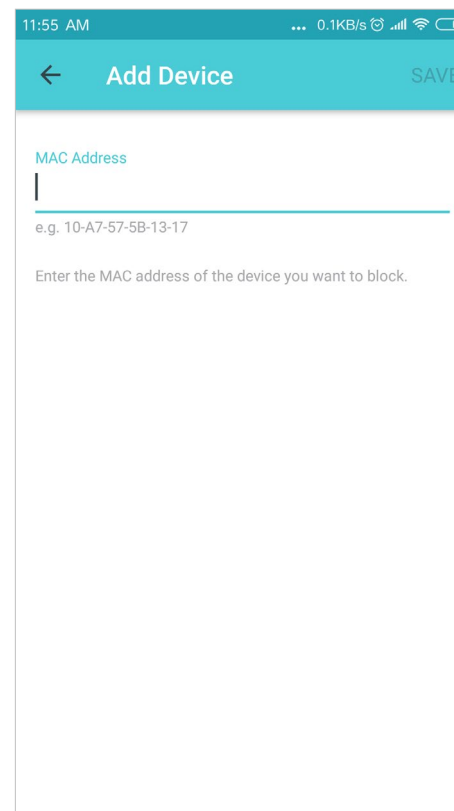 11:55 AM ... 0.1KB/s
Add Device SAVE
MAC Address
e.g. 10-A7-57-5B-13-17
Enter the MAC address of the device you want to block.